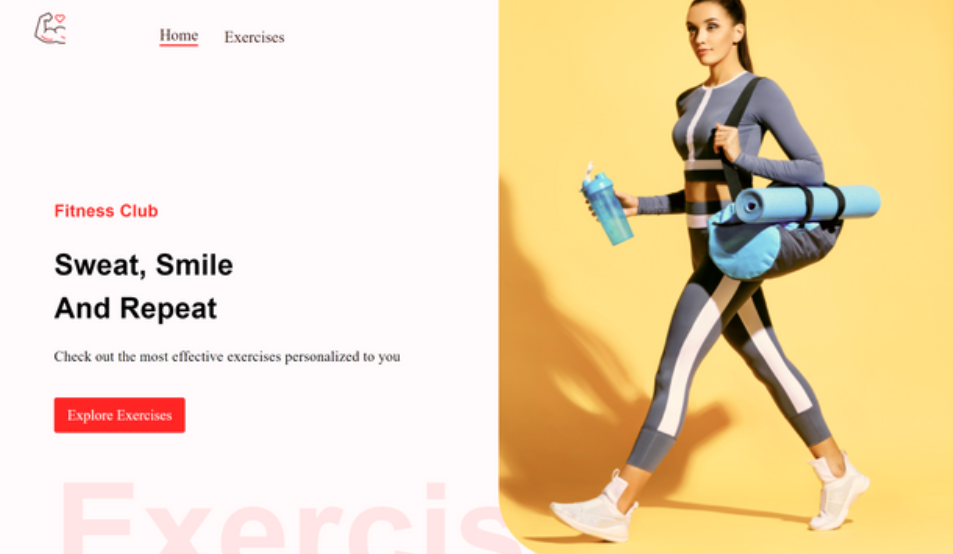 Home
Exercises
Fitness Club
Sweat, Smile
And Repeat
Check out the most effective exercises personalized to you
Explore Exercises
Exercis